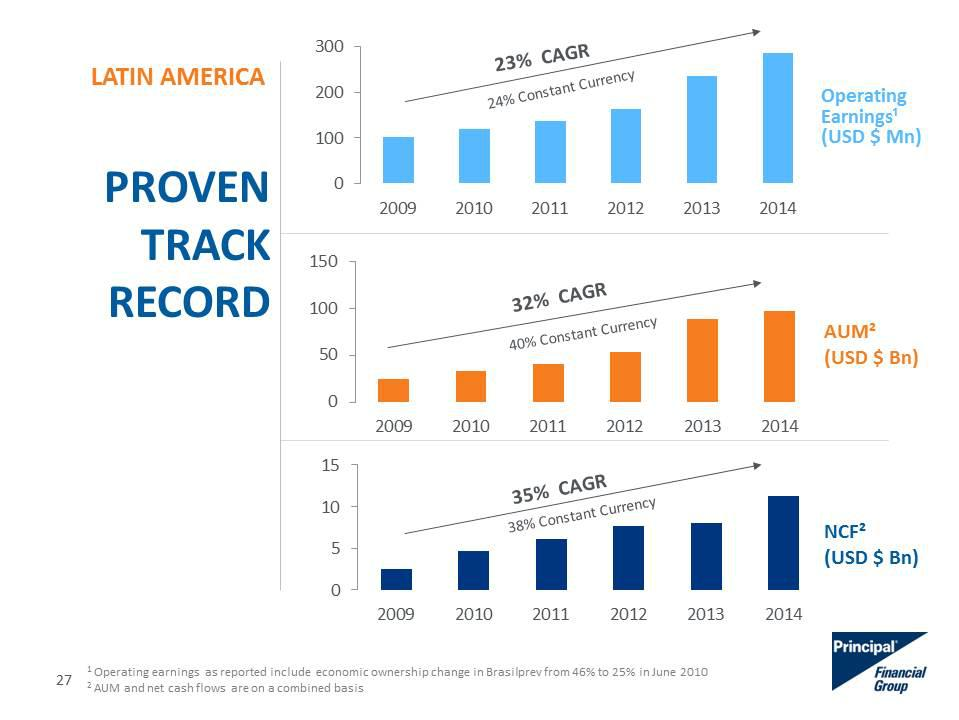 LATIN AMERICA
PROVEN
TRACK
RECORD
300
200
100
0
23% CAGR
24% Constant Currency
2009 2010 2011 2012 2013 2014
Operating
Earnings¹
(USD $ Mn)
150
100
50
0
32% CAGR
40% Constant Currency
2009 2010 2011 2012 2013 2014
AUM²
(USD $ Bn)
15
10
5
0
35% CAGR
38% Constant Currency
2009 2010 2011 2012 2013 2014
NCF²
(USD $ Bn)
27
¹ Operating earnings as reported include economic ownership change in Brasilprev from 46% to 25% in June 2010
² AUM and net cash flows are on a combined basis
Principal®
Financial
Group